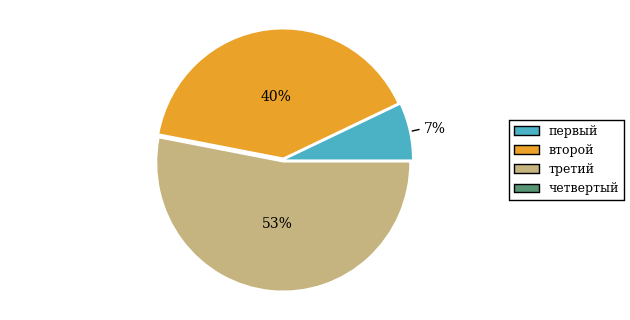 40%
7%
53%
первый
второй
третий
четвертый